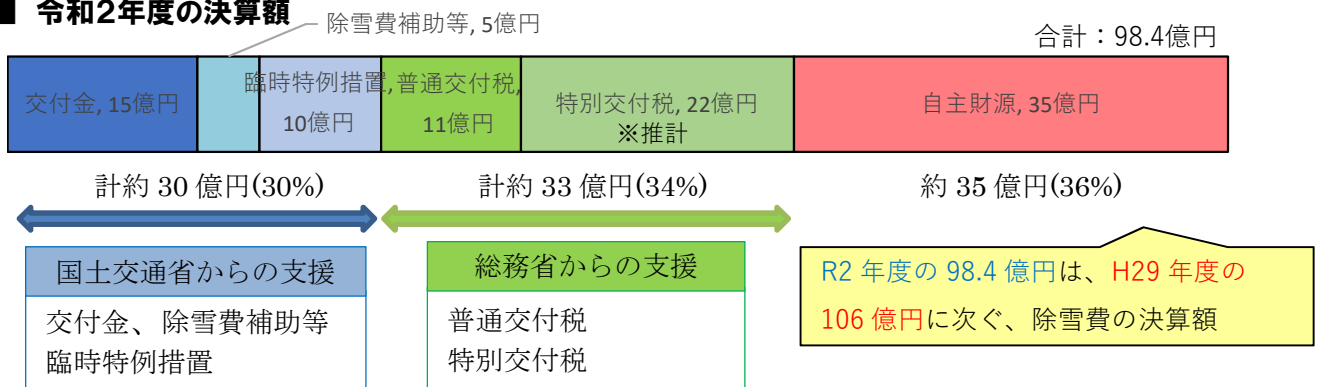 ■ 令和2年度の決算額
除雪費補助等, 5億円
合計：98.4億円
交付金, 15億円
臨時特例措置,
10億円
普通交付税,
11億円
特別交付税, 22億円
※推計
自主財源, 35億円
計約 30 億円(30%)
計約 33 億円(34%)
約 35 億円(36%)
国土交通省からの支援
交付金、除雪費補助等
臨時特例措置
総務省からの支援
普通交付税
特別交付税
R2 年度の 98.4 億円は、H29 年度の
106 億円に次ぐ、除雪費の決算額